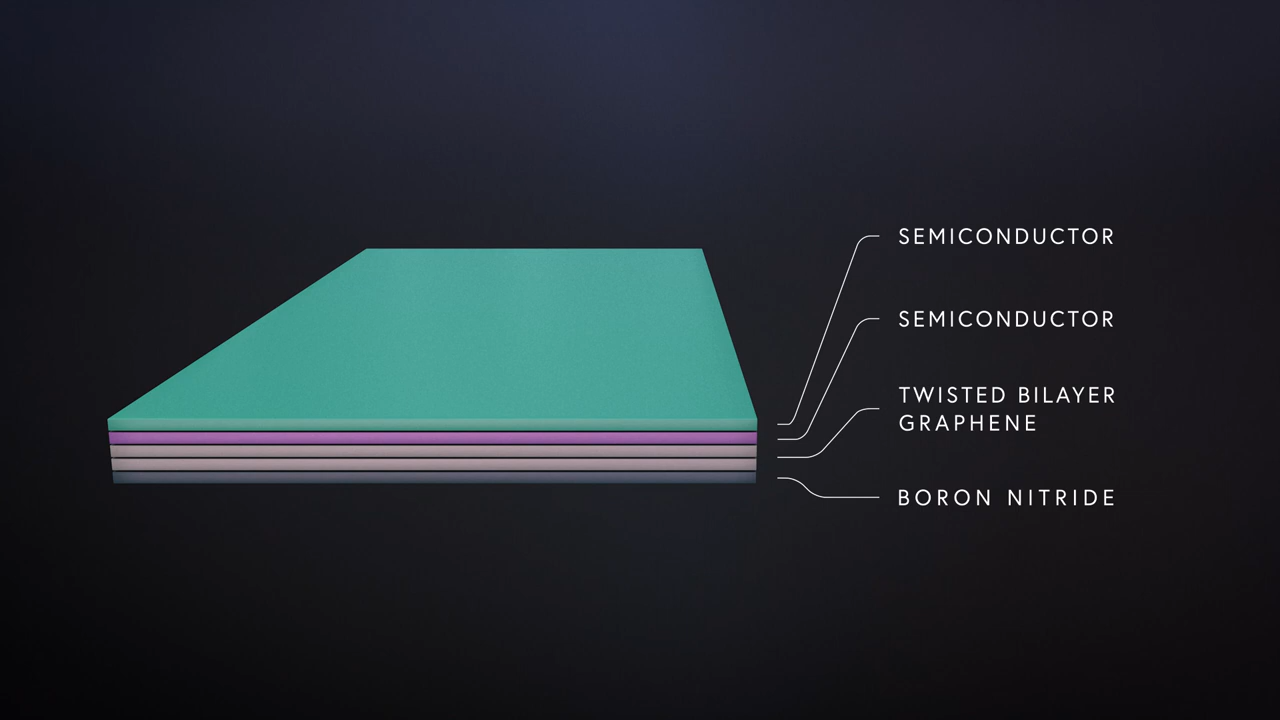 SEMICONDUCTOR
SEMICONDUCTOR
TWISTED BILAYER
GRAPHENE
BORON NITRIDE